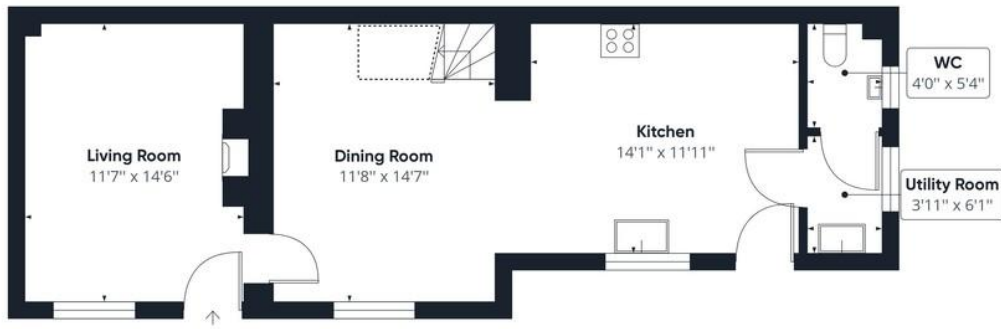 Living Room
11'7" x 14'6"
Dining Room
11'8" x 14'7"
Kitchen
14'1" x 11'11"
WC
4'0" x 5'4"
Utility Room
3'11" x 6'1"